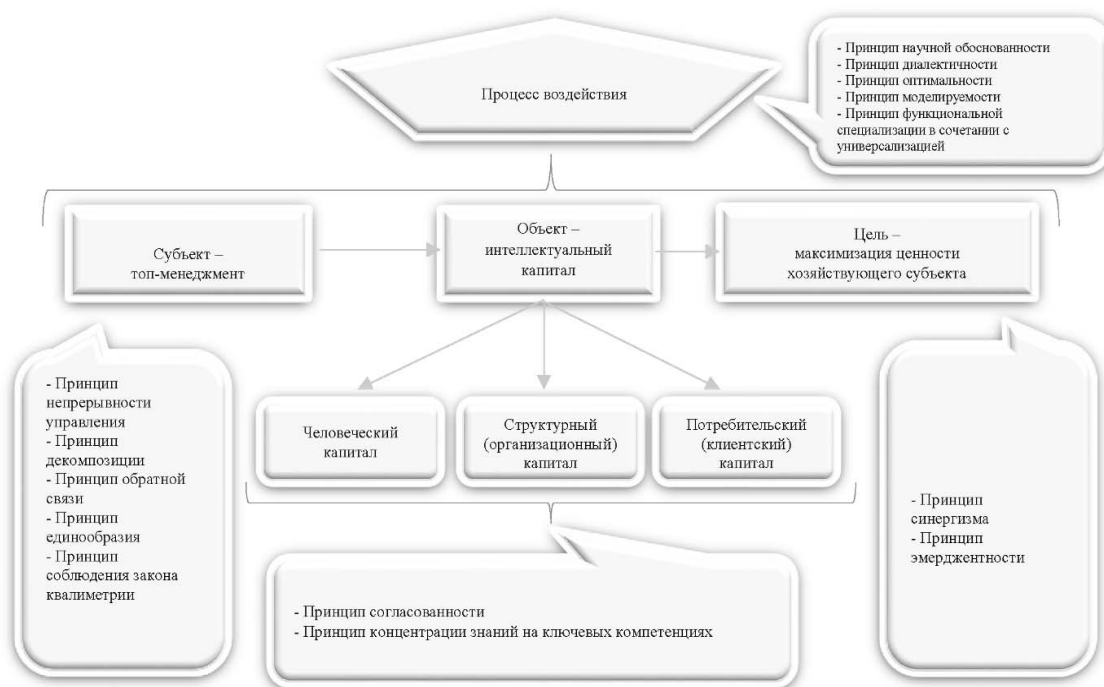 Процесс воздействия
- Принцип научной обоснованности
- Принцип диалектичности
- Принцип оптимальности
- Принцип моделируемости
- Принцип функциональной
специализации в сочетании с
универсализацией
Субъект –
топ-менеджмент
Объект –
интеллектуальный
капитал
Цель –
максимизация ценности
хозяйствующего субъекта
- Принцип
непрерывности
управления
- Принцип
декомпозиции
- Принцип обратной
связи
- Принцип
единообразия
- Принцип
соблюдения закона
квалиметрии
Человеческий
капитал
Структурный
(организационный)
капитал
Потребительский
(клиентский)
капитал
- Принцип
синергизма
- Принцип
эмерджентности
- Принцип согласованности
- Принцип концентрации знаний на ключевых компетенциях